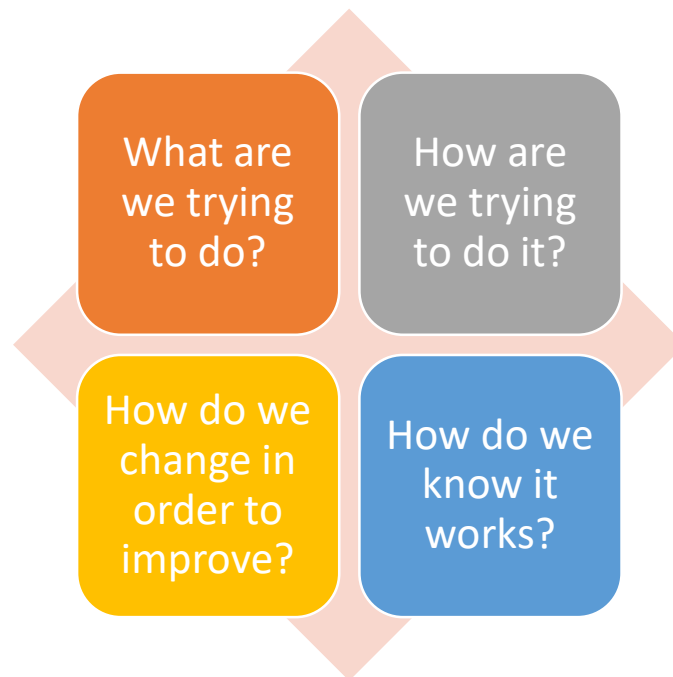 What are
we trying
to do?
How are
we trying
to do it?
How do we
change in
order to
improve?
How do we
know it
works?